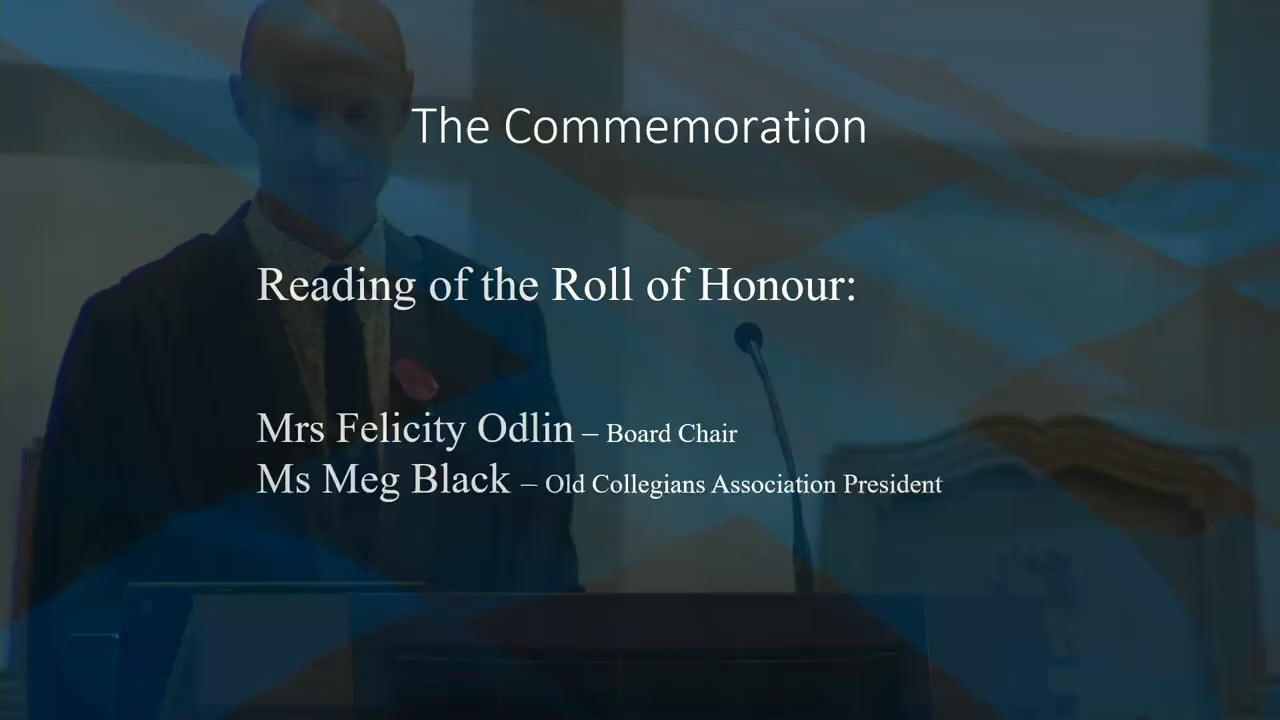 The Commemoration
Reading of the Roll of Honour:
Mrs Felicity Odlin – Board Chair
Ms Meg Black – Old Collegians Association President